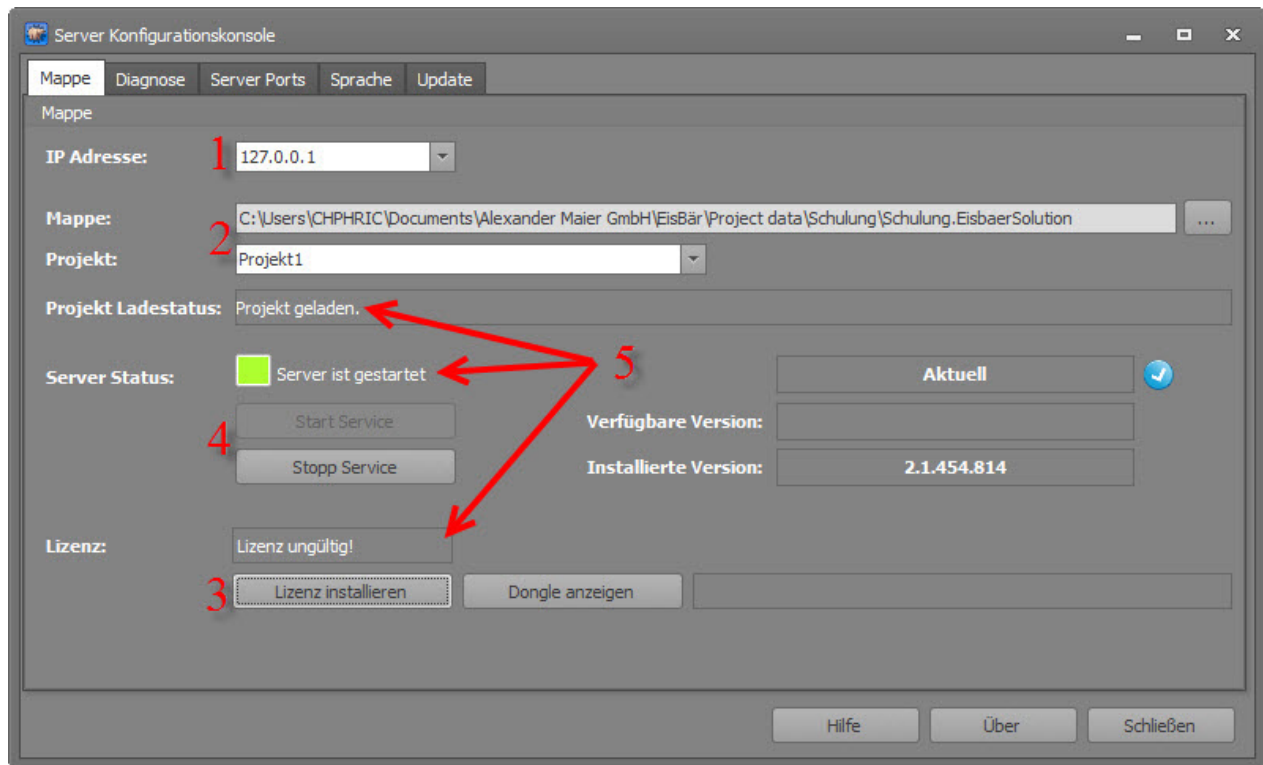 Server Konfigurationskonsole
Mappe Diagnose Server Ports Sprache Update
Mappe
IP Adresse: 1 127.0.0.1
Mappe: C:\Users\CHPHRIC\Documents\Alexander Maier GmbH\EisBär\Project data\Schulung\Schulung.EisbaerSolution ...
2
Projekt: Projekt1
Projekt Ladestatus: Projekt geladen.
Server Status: Server ist gestartet 5 Aktuell
Start Service Verfügbare Version:
4
Stopp Service Installierte Version: 2.1.454.814
Lizenz: Lizenz ungültig!
3 Lizenz installieren Dongle anzeigen
Hilfe Über Schließen